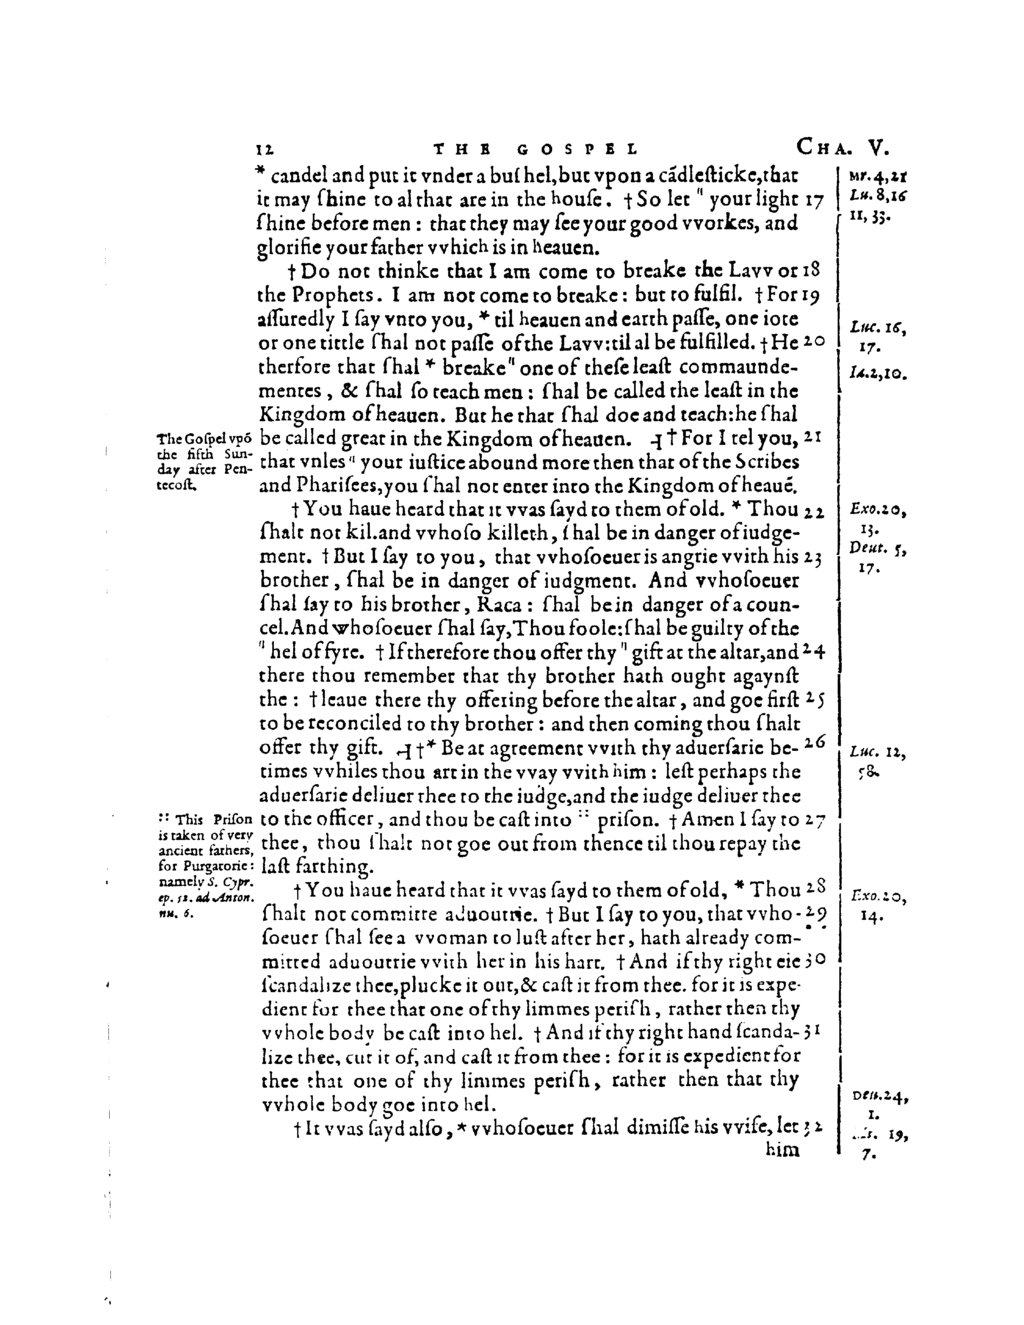 12 THE GOSPEL CHA. V.
* candel and put it vnder a buſhel, but vpon a cãdleſticke, that
it may ſhine to al that are in the houſe. † So let " your light 17
ſhine before men : that they may ſee your good vvorkes, and
glorifie your father vvhich is in heauen.
† Do not thinke that I am come to breake the Lavv or 18
the Prophets. I am not come to breake : but to fulfil. † For 19
aſſuredly I ſay vnto you, * til heauen and earth paſſe, one iote
or one tittle ſhal not paſſe of the Lavv: til al be fulfilled. † He 20
therfore that ſhal * breake " one of theſe leaſt commaunde-
mentes, & ſhal ſo teach men : ſhal be called the leaſt in the
Kingdom of heauen. But he that ſhal doe and teach: he ſhal
be called great in the Kingdom of heauen. ⫞ † For I tel you, 21
that vnles " your iuſtice abound more then that of the Scribes
and Phariſees, you ſhal not enter into the Kingdom of heauẽ.
† You haue heard that it vvas ſayd to them of old. * Thou 22
ſhalt not kil. and vvhoſo killeth, ſhal be in danger of iudge-
ment. † But I ſay to you, that vvhoſoeuer is angrie vvith his 23
brother, ſhal be in danger of iudgment. And vvhoſoeuer
ſhal ſay to his brother, Raca : ſhal be in danger of a coun-
cel. And whoſoeuer ſhal ſay, Thou foole: ſhal be guilty of the
" hel of fyre. † If therefore thou offer thy " gift at the altar, and 24
there thou remember that thy brother hath ought agaynſt
the : † leaue there thy offering before the altar, and goe firſt 25
to be reconciled to thy brother : and then coming thou ſhalt
offer thy gift. ⫞ †* Be at agreement vvith thy aduerſarie be- 26
times vvhiles thou art in the vvay vvith him : leſt perhaps the
aduerſarie deliuer thee to the iudge, and the iudge deliuer thee
to the officer, and thou be caſt into :: priſon. † Amen I ſay to 27
thee, thou ſhalt not goe out from thence til thou repay the
laſt farthing.
† You haue heard that it vvas ſayd to them of old, * Thou 28
ſhalt not committe aduoutrie. † But I ſay to you, that vvho- 29
ſoeuer ſhal ſee a vvoman to luſt after her, hath already com-
mitted aduoutrie vvith her in his hart. † And if thy right eie 30
ſcandalize thee, plucke it out, & caſt it from thee. for it is expe-
dient for thee that one of thy limmes periſh, rather then thy
vvhole body be caſt into hel. † And if thy right hand ſcanda- 31
lize thee, cut it of, and caſt it from thee : for it is expedient for
thee that one of thy limmes periſh, rather then that thy
vvhole body goe into hel.
† It vvas ſayd alſo, * vvhoſoeuer ſhal dimiſſe his vvife, let 32
him
The Goſpel vpõ
the fifth Sun-
day after Pen-
tecoſt.
:: This Priſon
is taken of very
ancient fathers,
for Purgatorie :
namely S. Cypr.
ep. 52. ad Anton.
nu. 6.
Mr. 4, 21
Lu. 8, 16
11, 33.
Luc. 16,
17.
Ia. 2, 10.
Exo. 20,
13.
Deut. 5,
17.
Luc. 12,
58.
Exo. 20,
14.
Deu. 24,
1.
19,
7.